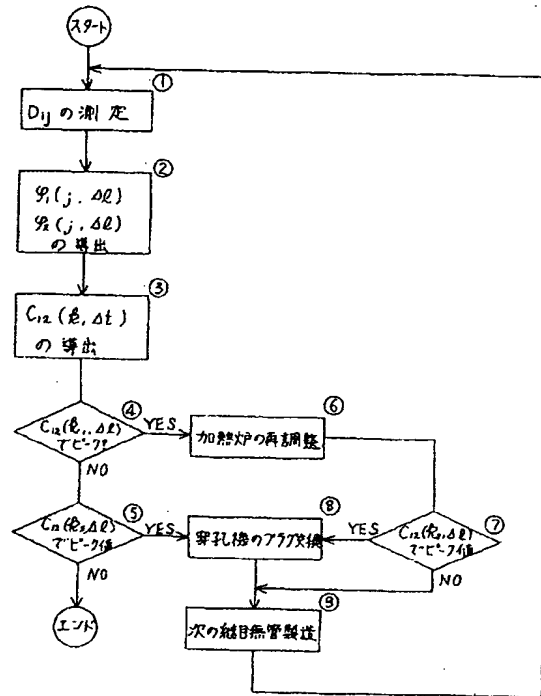 スタート
①
Dij の 測 定
②
φ₁(j, Δℓ)
φ₂(j, Δℓ)
の 導出
③
C₁₂(k, Δt)
の 導出
④
C₁₂(k₁, Δℓ)
でピーク?
YES
NO
⑥
加熱炉の再調整
⑤
C₁₂(k₂, Δℓ)
でピーク値
YES
NO
⑧
穿孔機のプラグ交換
⑦
C₁₂(k₂, Δℓ)
でピーク値
YES
NO
エンド
⑨
次の継目無管製造